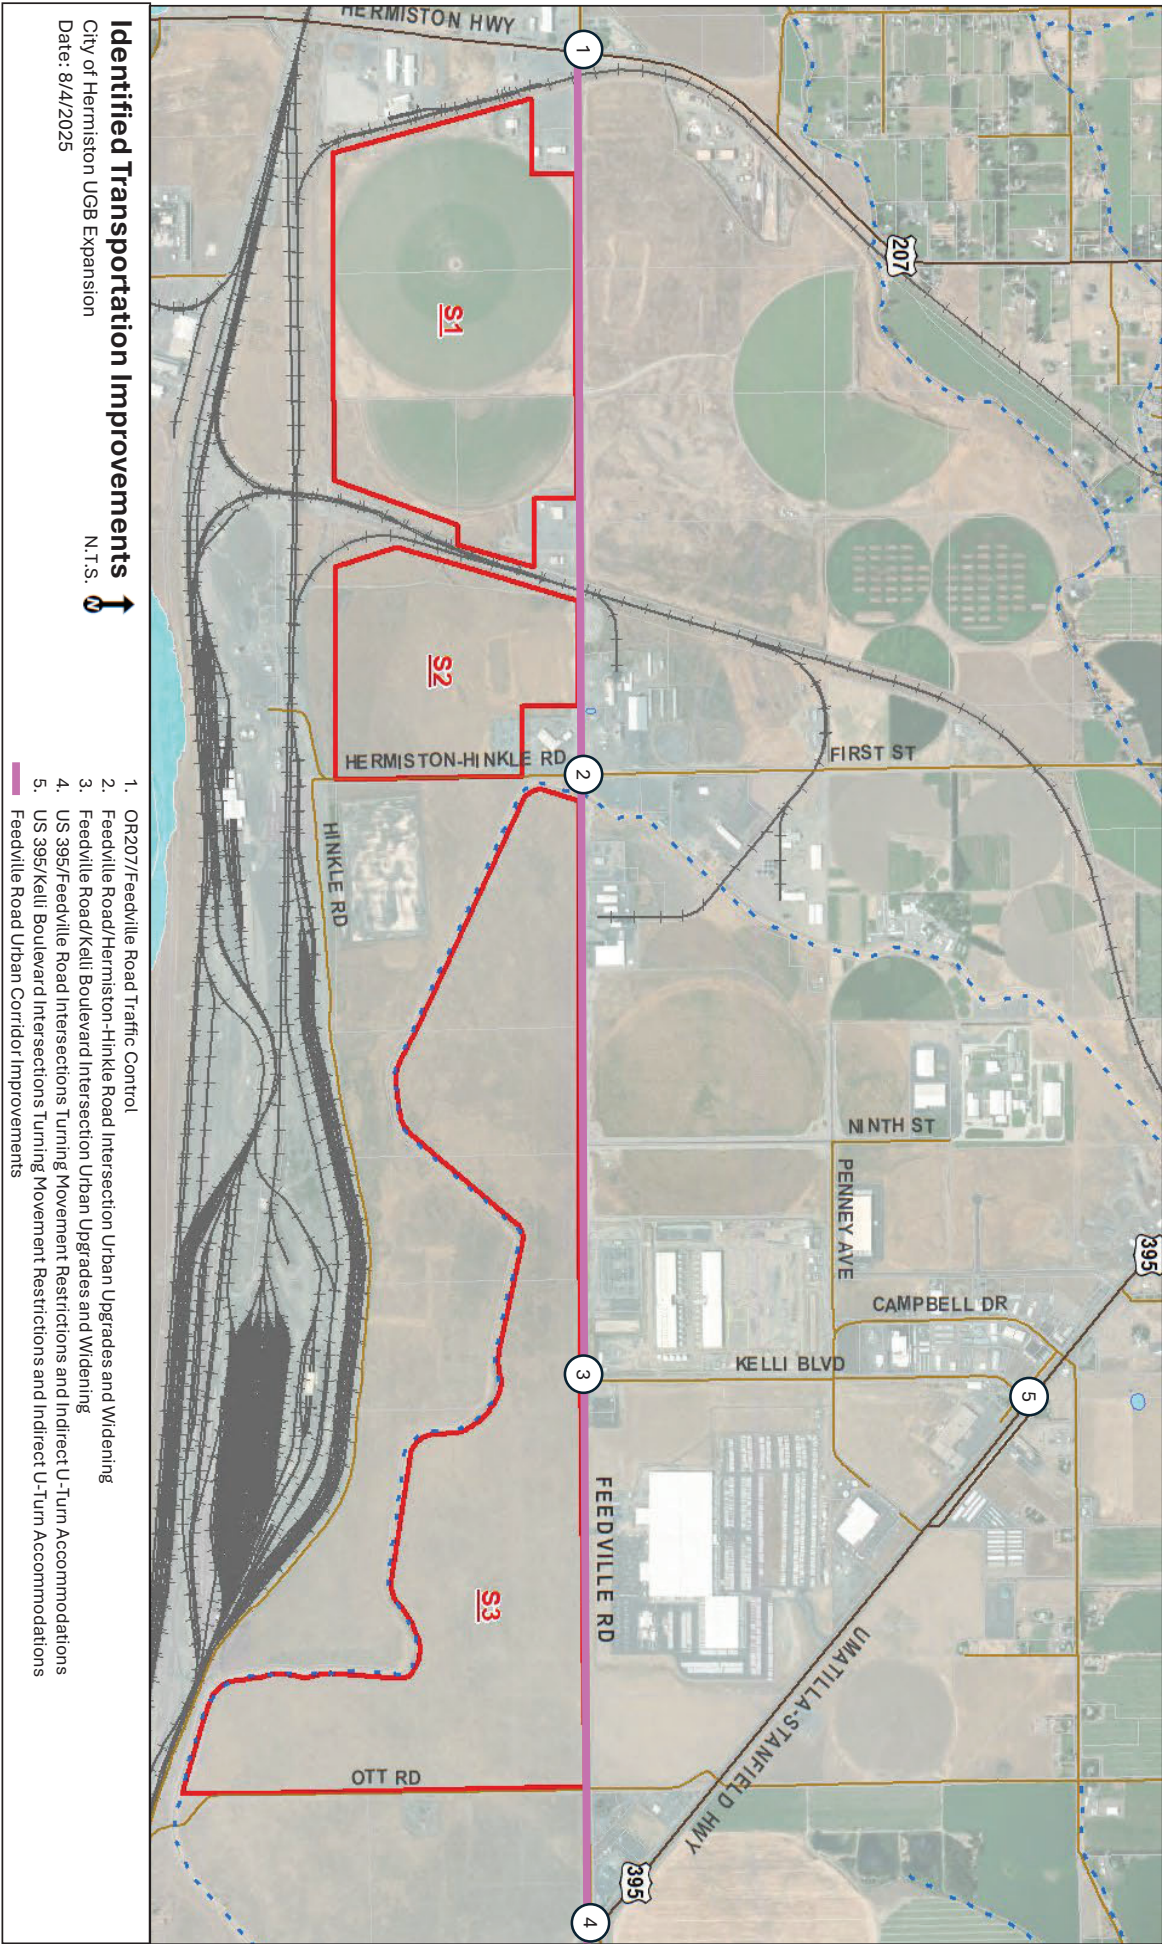 HERMISTON HWY
1
207
S1
S2
HERMISTON-HINKLE RD
2
FIRST ST
HINKLE RD
NINTH ST
PENNEY AVE
395
CAMPBELL DR
KELLI BLVD
3
5
FEEDVILLE RD
S3
UMATILLA-STANFIELD HWY
OTT RD
395
4
Identified Transportation Improvements
City of Hermiston UGB Expansion
Date: 8/4/2025
N.T.S.
N
1. OR207/Feedville Road Traffic Control
2. Feedville Road/Hermiston-Hinkle Road Intersection Urban Upgrades and Widening
3. Feedville Road/Kelli Boulevard Intersection Urban Upgrades and Widening
4. US 395/Feedville Road Intersections Turning Movement Restrictions and Indirect U-Turn Accommodations
5. US 395/Kelli Boulevard Intersections Turning Movement Restrictions and Indirect U-Turn Accommodations
Feedville Road Urban Corridor Improvements